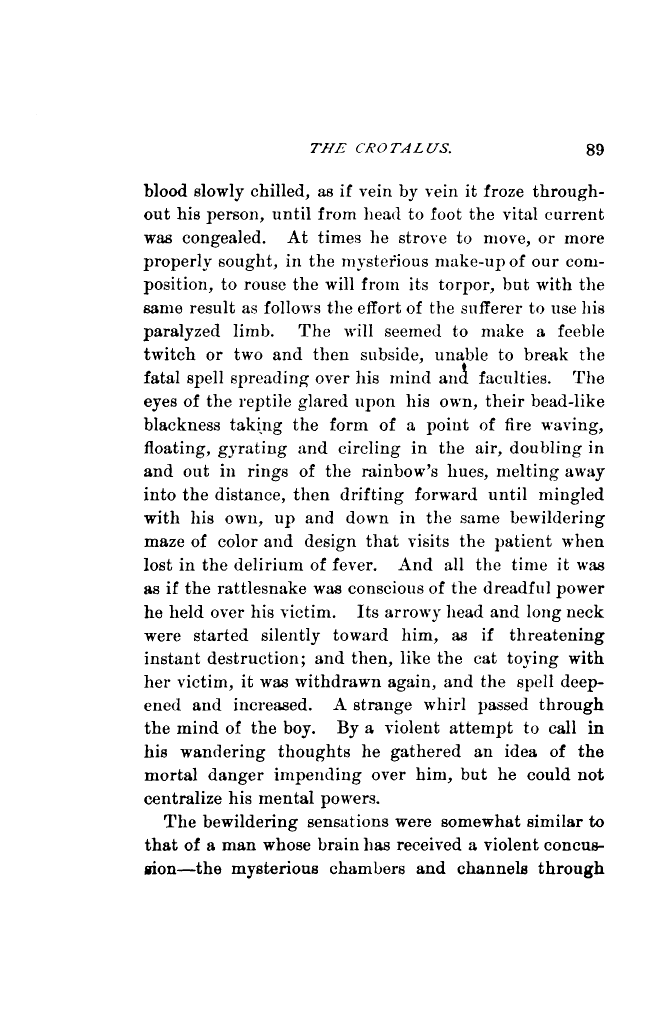 THE CROTALUS. 89
blood slowly chilled, as if vein by vein it froze through-
out his person, until from head to foot the vital current
was congealed. At times he strove to move, or more
properly sought, in the mysterious make-up of our com-
position, to rouse the will from its torpor, but with the
same result as follows the effort of the sufferer to use his
paralyzed limb. The will seemed to make a feeble
twitch or two and then subside, unable to break the
fatal spell spreading over his mind and faculties. The
eyes of the reptile glared upon his own, their bead-like
blackness taking the form of a point of fire waving,
floating, gyrating and circling in the air, doubling in
and out in rings of the rainbow's hues, melting away
into the distance, then drifting forward until mingled
with his own, up and down in the same bewildering
maze of color and design that visits the patient when
lost in the delirium of fever. And all the time it was
as if the rattlesnake was conscious of the dreadful power
he held over his victim. Its arrowy head and long neck
were started silently toward him, as if threatening
instant destruction; and then, like the cat toying with
her victim, it was withdrawn again, and the spell deep-
ened and increased. A strange whirl passed through
the mind of the boy. By a violent attempt to call in
his wandering thoughts he gathered an idea of the
mortal danger impending over him, but he could not
centralize his mental powers.
The bewildering sensations were somewhat similar to
that of a man whose brain has received a violent concus-
sion—the mysterious chambers and channels through